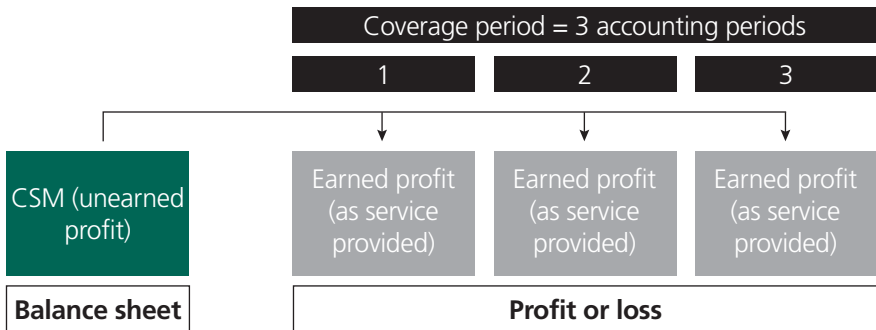 Coverage period = 3 accounting periods
1
2
3
CSM (unearned
profit)
Earned profit
(as service
provided)
Earned profit
(as service
provided)
Earned profit
(as service
provided)
Balance sheet
Profit or loss